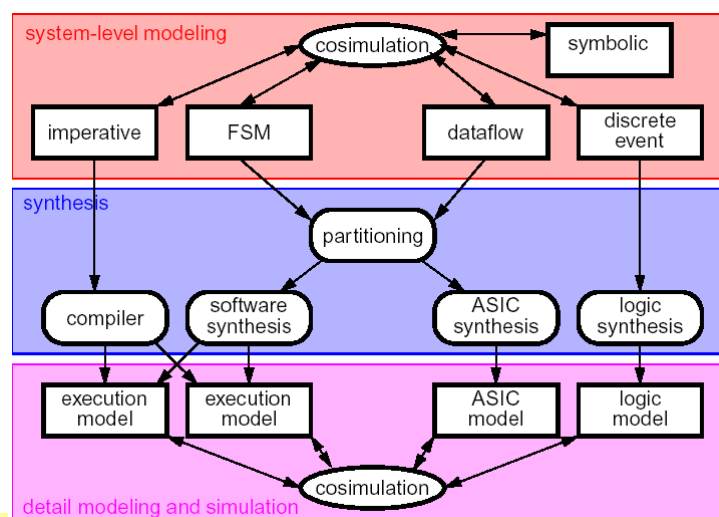 system-level modeling
cosimulation
symbolic
imperative
FSM
dataflow
discrete
event
synthesis
partitioning
compiler
software
synthesis
ASIC
synthesis
logic
synthesis
execution
model
execution
model
ASIC
model
logic
model
cosimulation
detail modeling and simulation